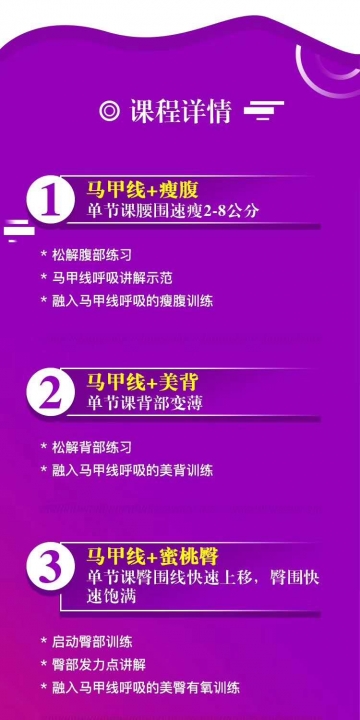 课程详情
1
马甲线+瘦腹
单节课腰围速瘦2-8公分
* 松解腹部练习
* 马甲线呼吸讲解示范
* 融入马甲线呼吸的瘦腹训练
2
马甲线+美背
单节课背部变薄
* 松解背部练习
* 融入马甲线呼吸的美背训练
3
马甲线+蜜桃臀
单节课臀围线快速上移，臀围快
速饱满
* 启动臀部训练
* 臀部发力点讲解
* 融入马甲线呼吸的美臀有氧训练